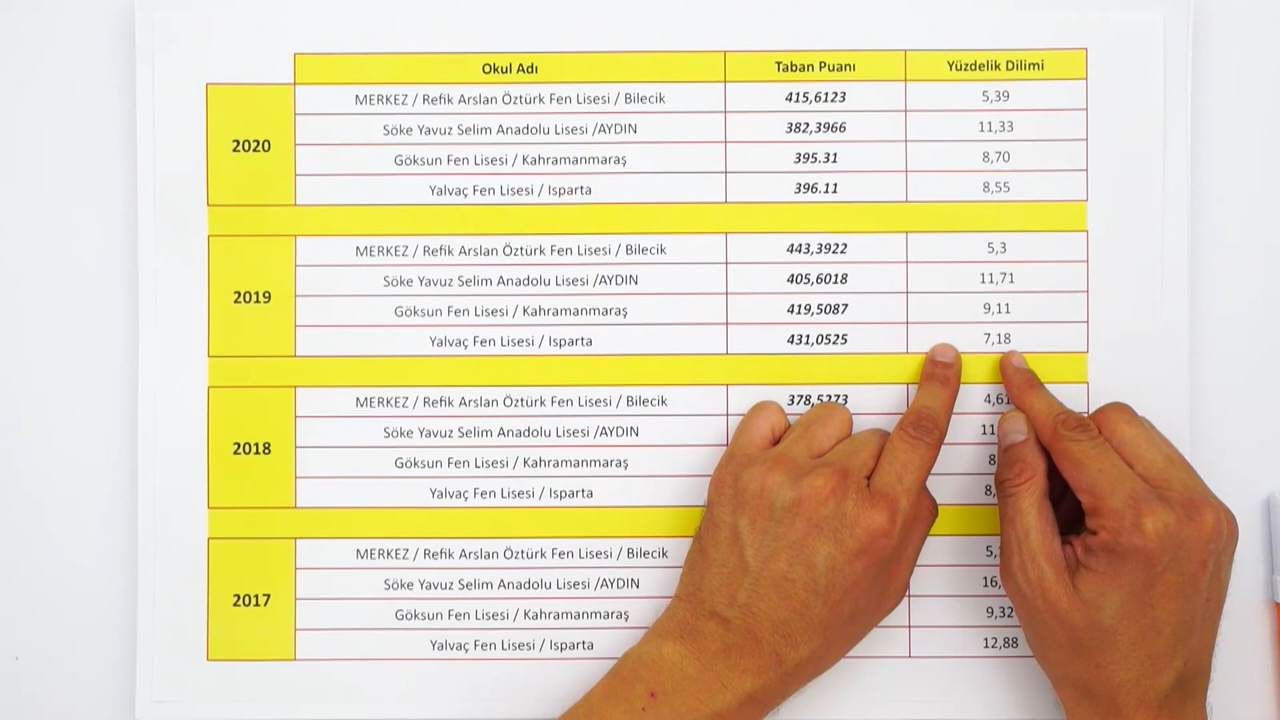 Okul Adı Taban Puanı Yüzdelik Dilimi
2020
MERKEZ / Refik Arslan Öztürk Fen Lisesi / Bilecik 415,6123 5,39
Söke Yavuz Selim Anadolu Lisesi /AYDIN 382,3966 11,33
Göksun Fen Lisesi / Kahramanmaraş 395.31 8,70
Yalvaç Fen Lisesi / Isparta 396.11 8,55
2019
MERKEZ / Refik Arslan Öztürk Fen Lisesi / Bilecik 443,3922 5,3
Söke Yavuz Selim Anadolu Lisesi /AYDIN 405,6018 11,71
Göksun Fen Lisesi / Kahramanmaraş 419,5087 9,11
Yalvaç Fen Lisesi / Isparta 431,0525 7,18
2018
MERKEZ / Refik Arslan Öztürk Fen Lisesi / Bilecik 378,5273 4,61
Söke Yavuz Selim Anadolu Lisesi /AYDIN
Göksun Fen Lisesi / Kahramanmaraş
Yalvaç Fen Lisesi / Isparta
2017
MERKEZ / Refik Arslan Öztürk Fen Lisesi / Bilecik
Söke Yavuz Selim Anadolu Lisesi /AYDIN
Göksun Fen Lisesi / Kahramanmaraş 9,32
Yalvaç Fen Lisesi / Isparta 12,88